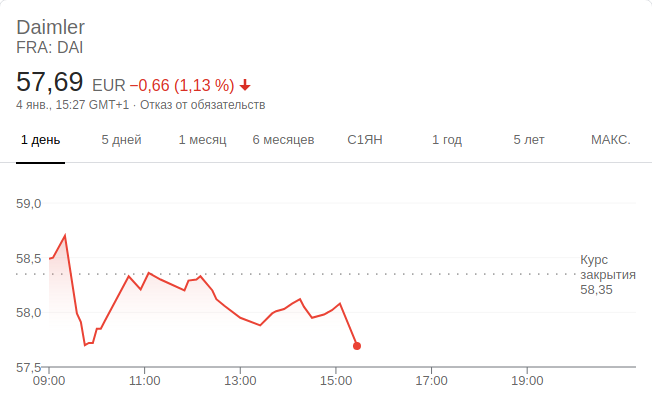 Daimler
FRA: DAI
57,69 EUR −0,66 (1,13 %)
4 янв., 15:27 GMT+1 · Отказ от обязательств
1 день 5 дней 1 месяц 6 месяцев С1ЯН 1 год 5 лет МАКС.
59,0
58,5
Курс
закрытия
58,35
58,0
57,5
09:00 11:00 13:00 15:00 17:00 19:00